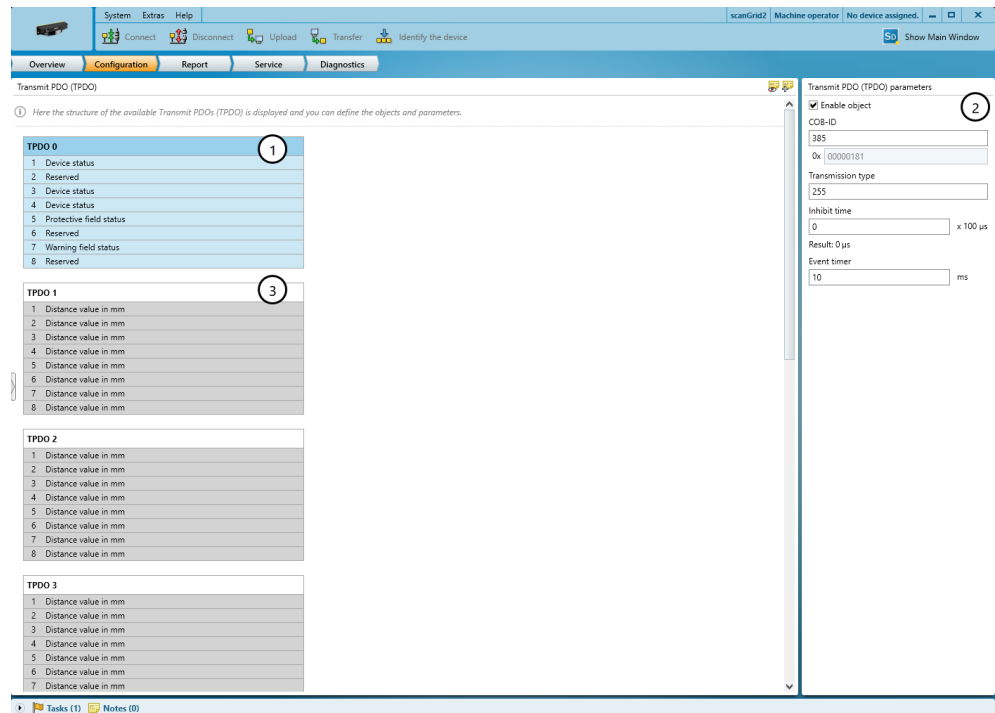 System Extras Help
scanGrid2 Machine operator No device assigned.
Connect Disconnect Upload Transfer Identify the device
SD Show Main Window
Overview Configuration Report Service Diagnostics
Transmit PDO (TPDO)
Here the structure of the available Transmit PDOs (TPDO) is displayed and you can define the objects and parameters.
TPDO 0
1
1 Device status
2 Reserved
3 Device status
4 Device status
5 Protective field status
6 Reserved
7 Warning field status
8 Reserved
TPDO 1
3
1 Distance value in mm
2 Distance value in mm
3 Distance value in mm
4 Distance value in mm
5 Distance value in mm
6 Distance value in mm
7 Distance value in mm
8 Distance value in mm
TPDO 2
1 Distance value in mm
2 Distance value in mm
3 Distance value in mm
4 Distance value in mm
5 Distance value in mm
6 Distance value in mm
7 Distance value in mm
8 Distance value in mm
TPDO 3
1 Distance value in mm
2 Distance value in mm
3 Distance value in mm
4 Distance value in mm
5 Distance value in mm
6 Distance value in mm
7 Distance value in mm
Transmit PDO (TPDO) parameters
Enable object
2
COB-ID
385
0x 00000181
Transmission type
255
Inhibit time
0 x 100 µs
Result: 0 µs
Event timer
10 ms
Tasks (1) Notes (0)